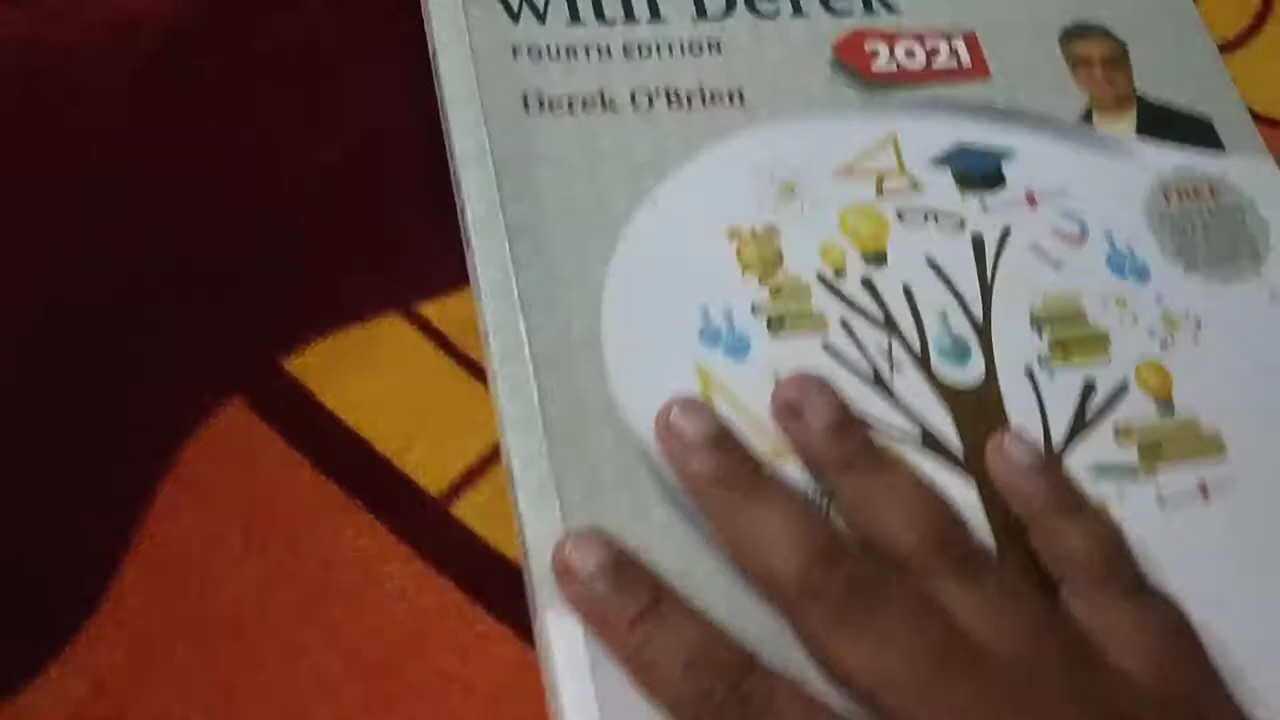 with Derek
FOURTH EDITION
2021
Derek O'Brien
FREE